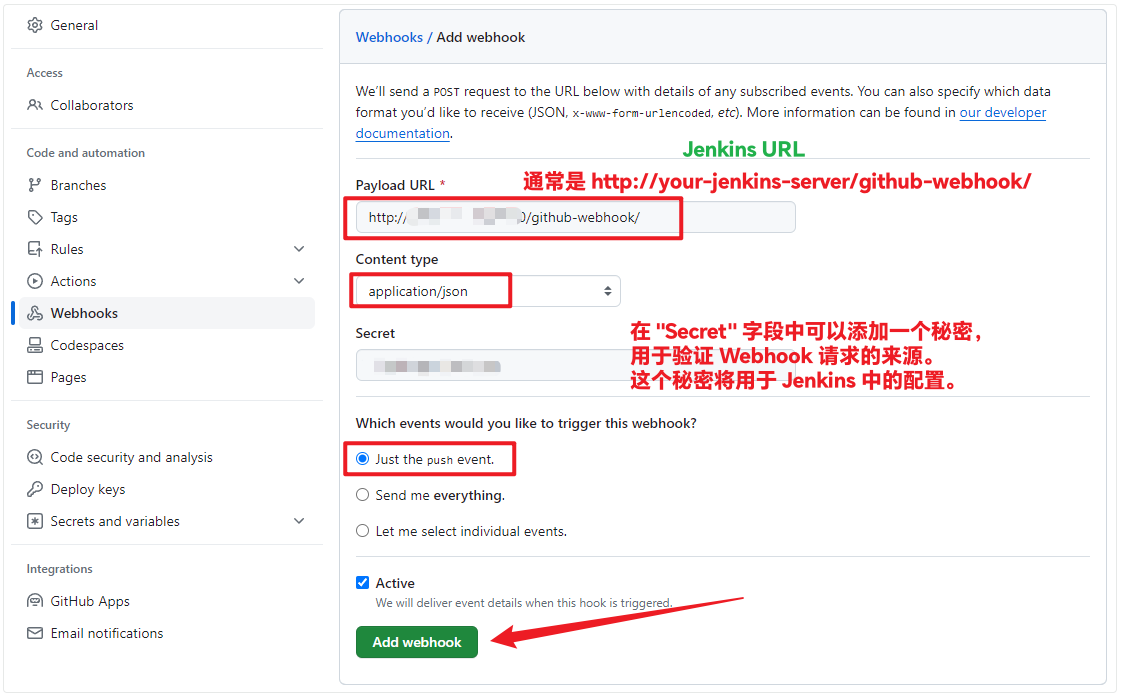 General
Access
Collaborators
Code and automation
Branches
Tags
Rules
Actions
Webhooks
Codespaces
Pages
Security
Code security and analysis
Deploy keys
Secrets and variables
Integrations
GitHub Apps
Email notifications
Webhooks / Add webhook
We'll send a POST request to the URL below with details of any subscribed events. You can also specify which data
format you'd like to receive (JSON, x-www-form-urlencoded, etc). More information can be found in our developer
documentation.
Jenkins URL
通常是 http://your-jenkins-server/github-webhook/
Payload URL *
http:// 0/github-webhook/
Content type
application/json
Secret
在 "Secret" 字段中可以添加一个秘密，
用于验证 Webhook 请求的来源。
这个秘密将用于 Jenkins 中的配置。
Which events would you like to trigger this webhook?
Just the push event.
Send me everything.
Let me select individual events.
Active
We will deliver event details when this hook is triggered.
Add webhook